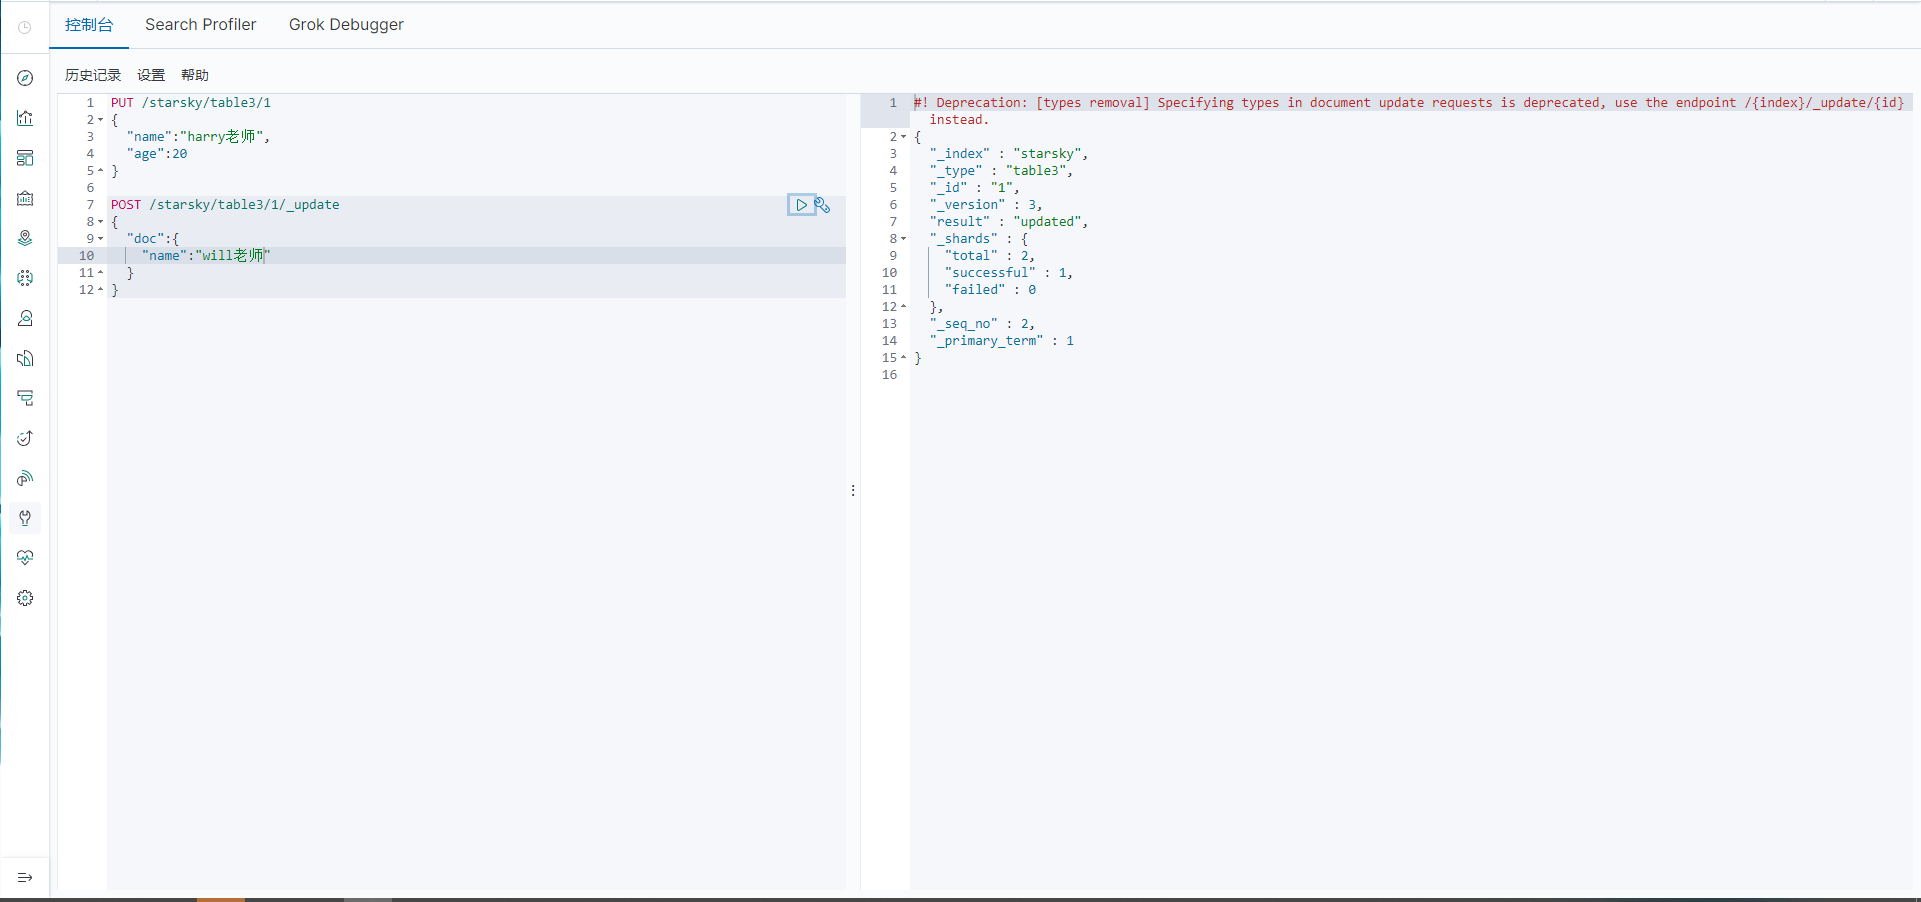 控制台 Search Profiler Grok Debugger
历史记录 设置 帮助
1 PUT /starsky/table3/1
2 {
3 "name":"harry老师",
4 "age":20
5 }
6
7 POST /starsky/table3/1/_update
8 {
9 "doc":{
10 "name":"will老师"
11 }
12 }
1 #! Deprecation: [types removal] Specifying types in document update requests is deprecated, use the endpoint /{index}/_update/{id}
instead.
2 {
3 "_index" : "starsky",
4 "_type" : "table3",
5 "_id" : "1",
6 "_version" : 3,
7 "result" : "updated",
8 "_shards" : {
9 "total" : 2,
10 "successful" : 1,
11 "failed" : 0
12 },
13 "_seq_no" : 2,
14 "_primary_term" : 1
15 }
16